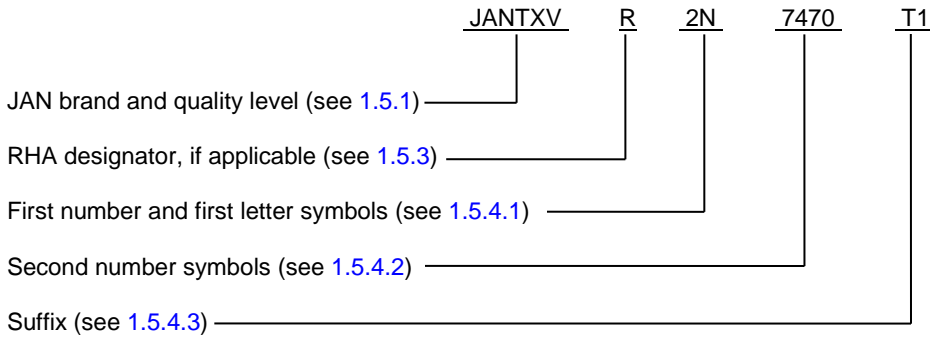 JANTXV R 2N 7470 T1
JAN brand and quality level (see 1.5.1)
RHA designator, if applicable (see 1.5.3)
First number and first letter symbols (see 1.5.4.1)
Second number symbols (see 1.5.4.2)
Suffix (see 1.5.4.3)